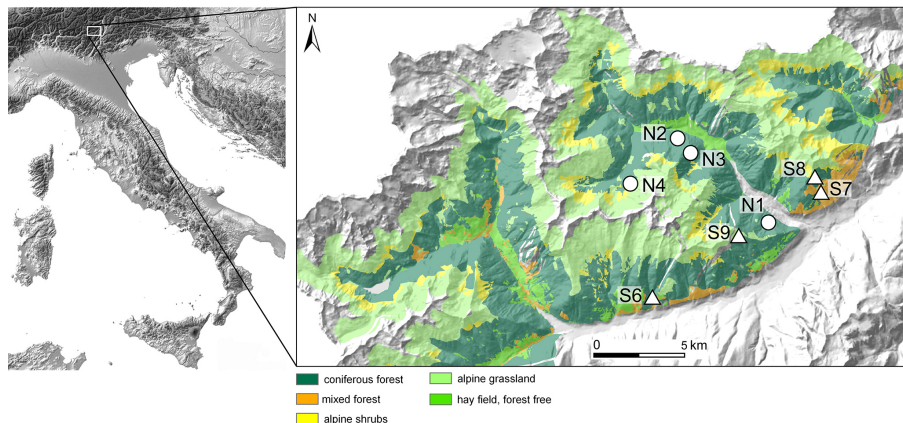 N
N2
N3
N4
S8
S7
N1
S9
S6
0 5 km
coniferous forest
alpine grassland
mixed forest
hay field, forest free
alpine shrubs